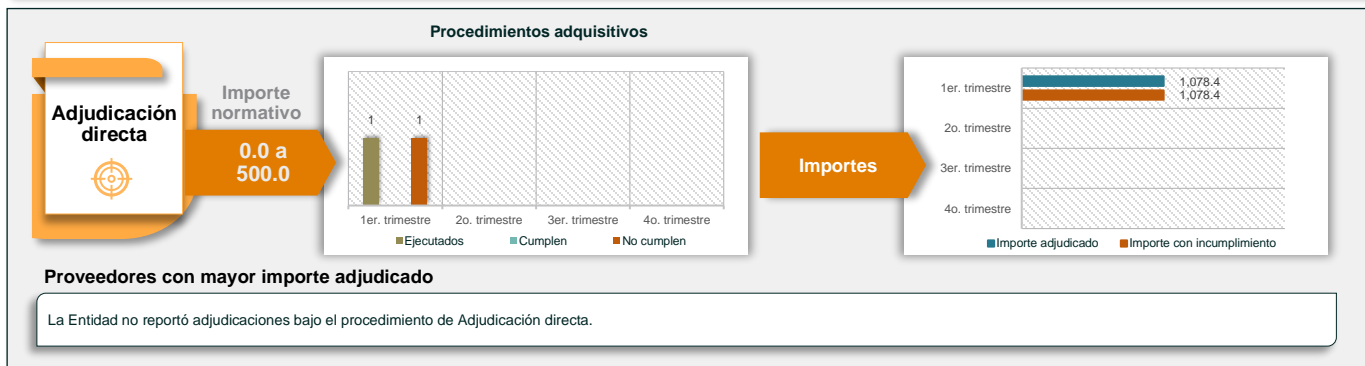 Procedimientos adquisitivos
Adjudicación
directa
Importe
normativo
0.0 a
500.0
1 1
1er. trimestre 2o. trimestre 3er. trimestre 4o. trimestre
Ejecutados Cumplen No cumplen
Importes
1er. trimestre
1,078.4
1,078.4
2o. trimestre
3er. trimestre
4o. trimestre
Importe adjudicado Importe con incumplimiento
Proveedores con mayor importe adjudicado
La Entidad no reportó adjudicaciones bajo el procedimiento de Adjudicación directa.